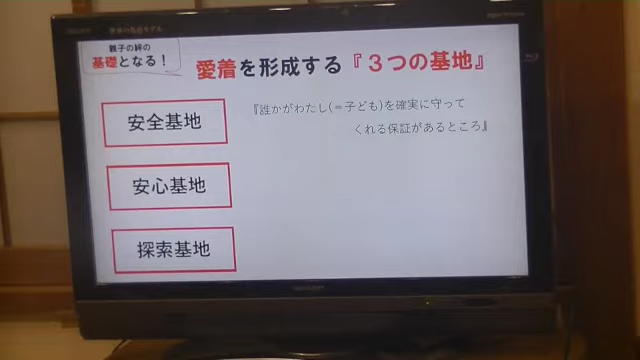 親子の絆の
基礎となる!
愛着を形成する『3つの基地』
安全基地
『誰かがわたし(=子ども)を確実に守って
くれる保証があるところ』
安心基地
探索基地
SHARP